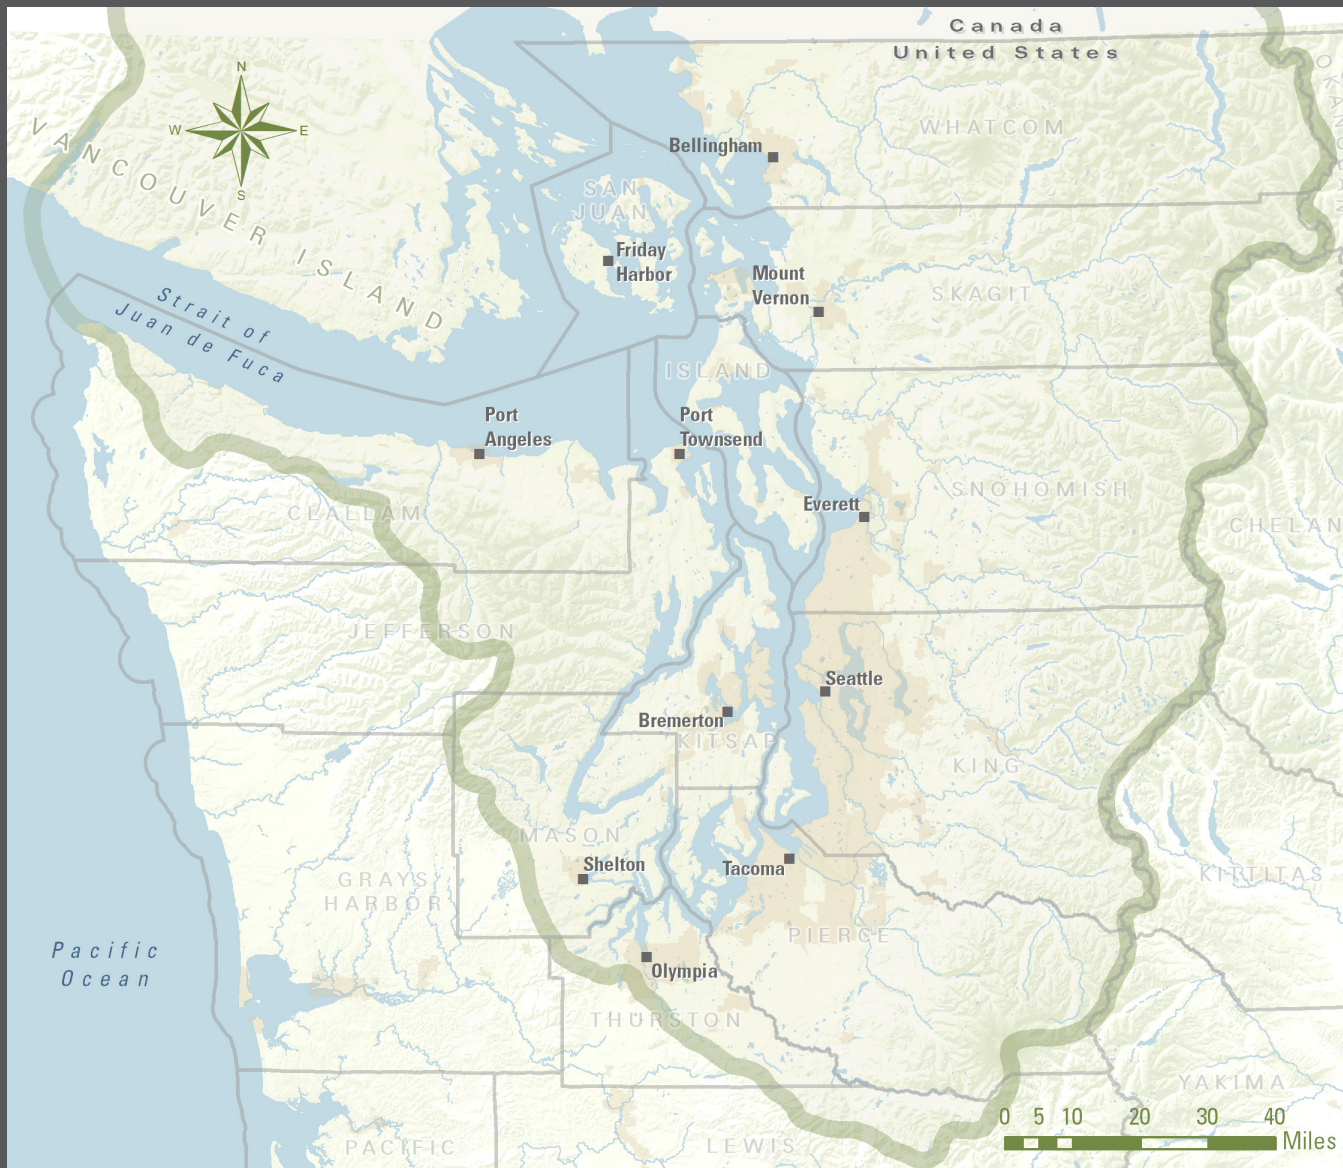 Canada
United States
N
W
E
S
VANCOUVER ISLAND
WHATCOM
Bellingham
SAN
JUAN
Friday
Harbor
Mount
Vernon
SKAGIT
Strait of
Juan de Fuca
ISLAND
Port
Angeles
Port
Townsend
CLALLAM
Everett
SNOHOMISH
CHELAN
JEFFERSON
Seattle
Bremerton
KITSAP
KING
MASON
Shelton
Tacoma
GRAYS
HARBOR
KITTITAS
PIERCE
Pacific
Ocean
Olympia
THURSTON
YAKIMA
PACIFIC
LEWIS
0 5 10 20 30 40
Miles